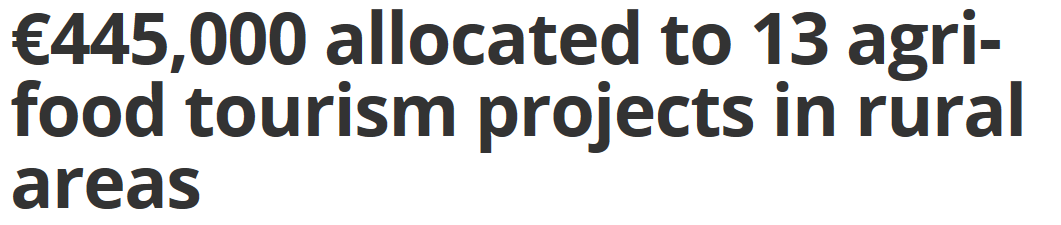 €445,000 allocated to 13 agri-
food tourism projects in rural
areas